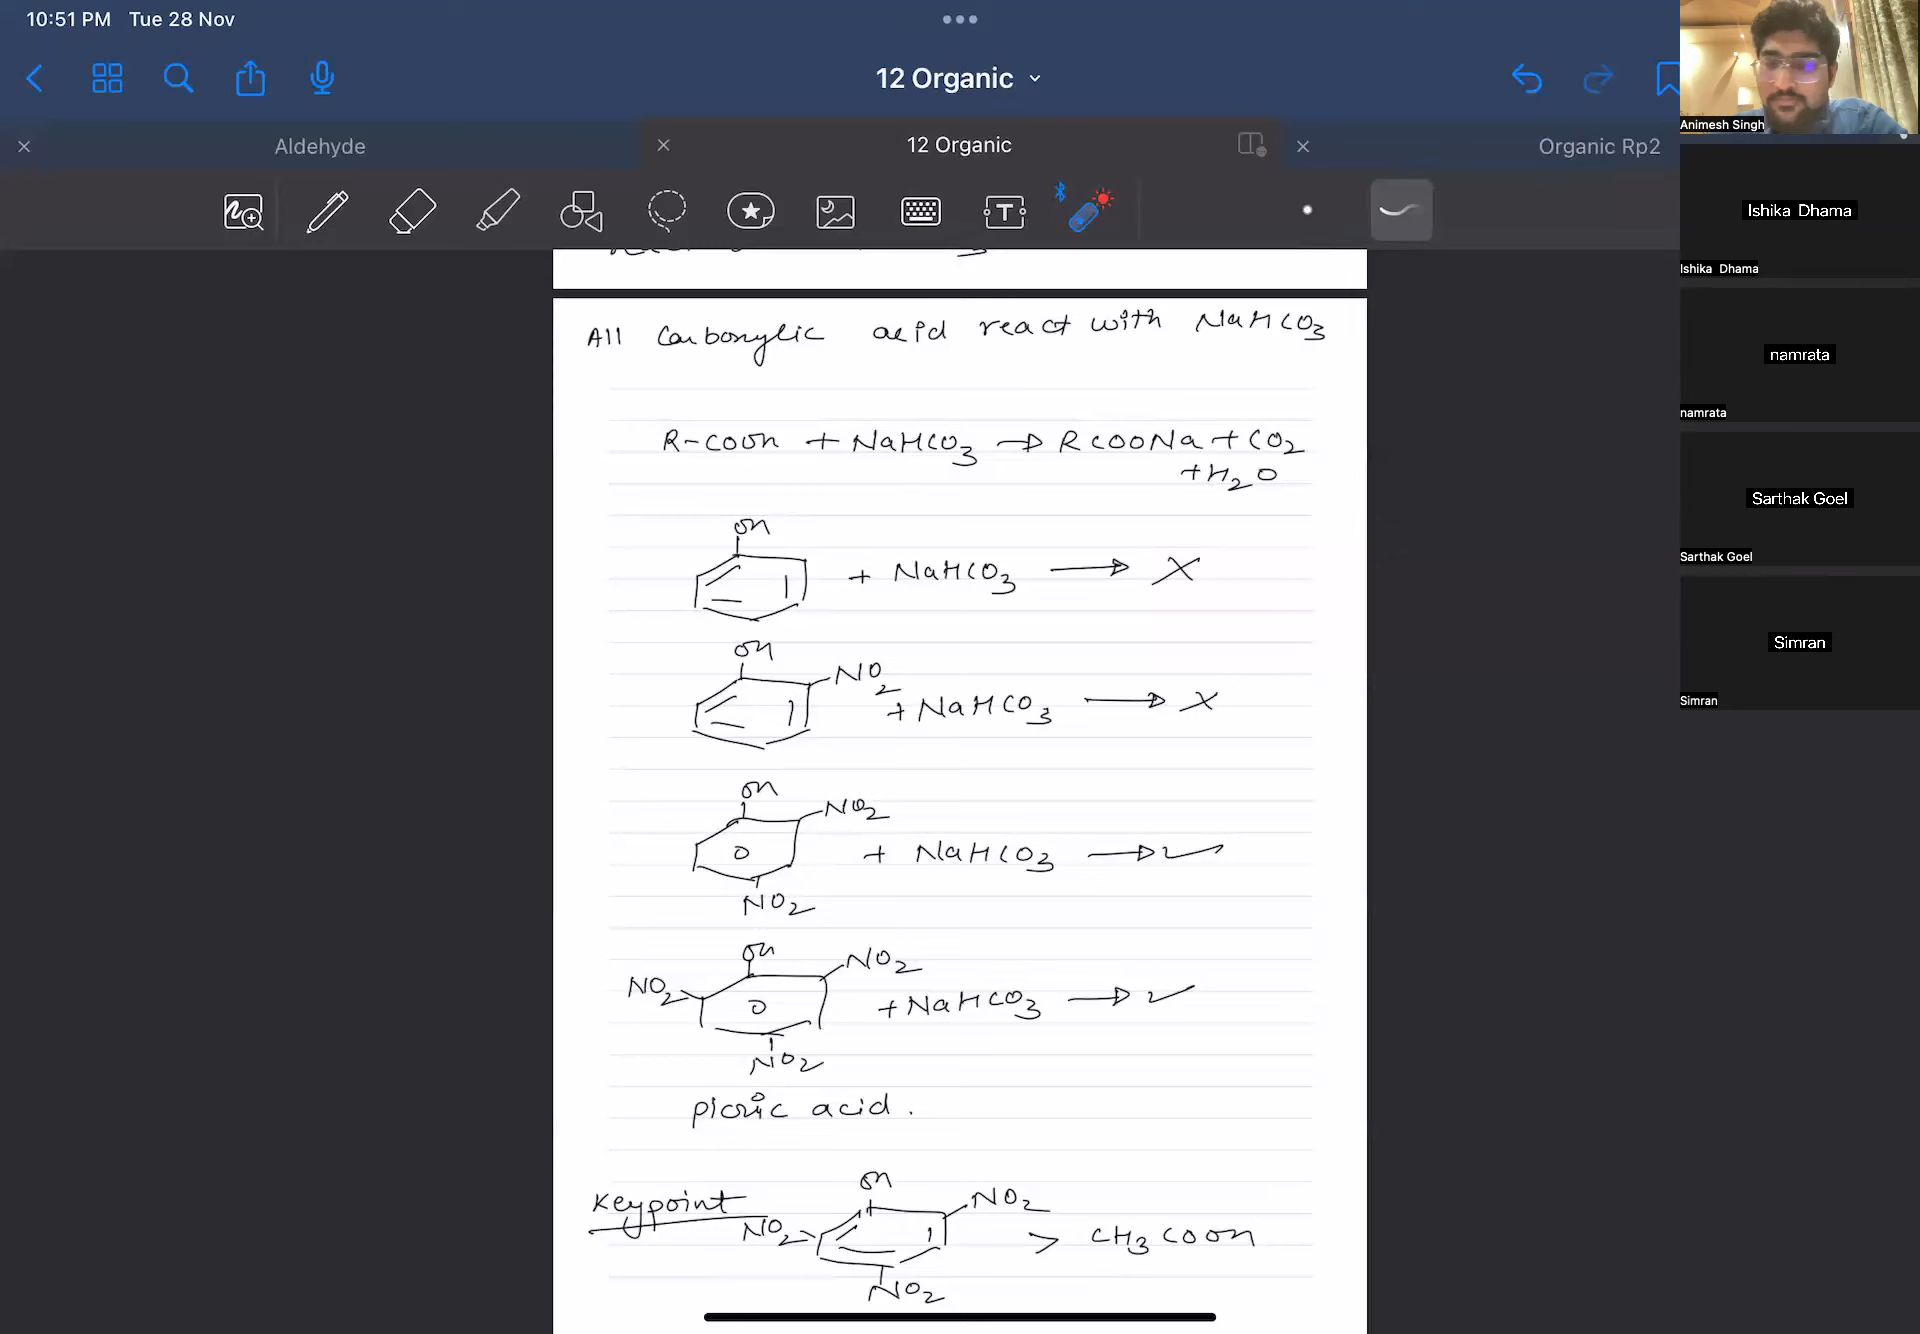 10:51 PM Tue 28 Nov
12 Organic
Aldehyde
12 Organic
Organic Rp2
T
Animesh Singh
Ishika Dhama
Ishika Dhama
namrata
namrata
Sarthak Goel
Sarthak Goel
Simran
Simran
All Carboxylic acid react with NaHCO3
R-COOH + NaHCO3 → RCOONa + CO2
+ H2O
OH
+ NaHCO3 → X
OH
NO2
+ NaHCO3 → X
OH
NO2
+ NaHCO3 → ✓
NO2
OH
NO2 NO2
+ NaHCO3 → ✓
NO2
picric acid.
OH
Keypoint NO2 NO2
> CH3COOH
NO2